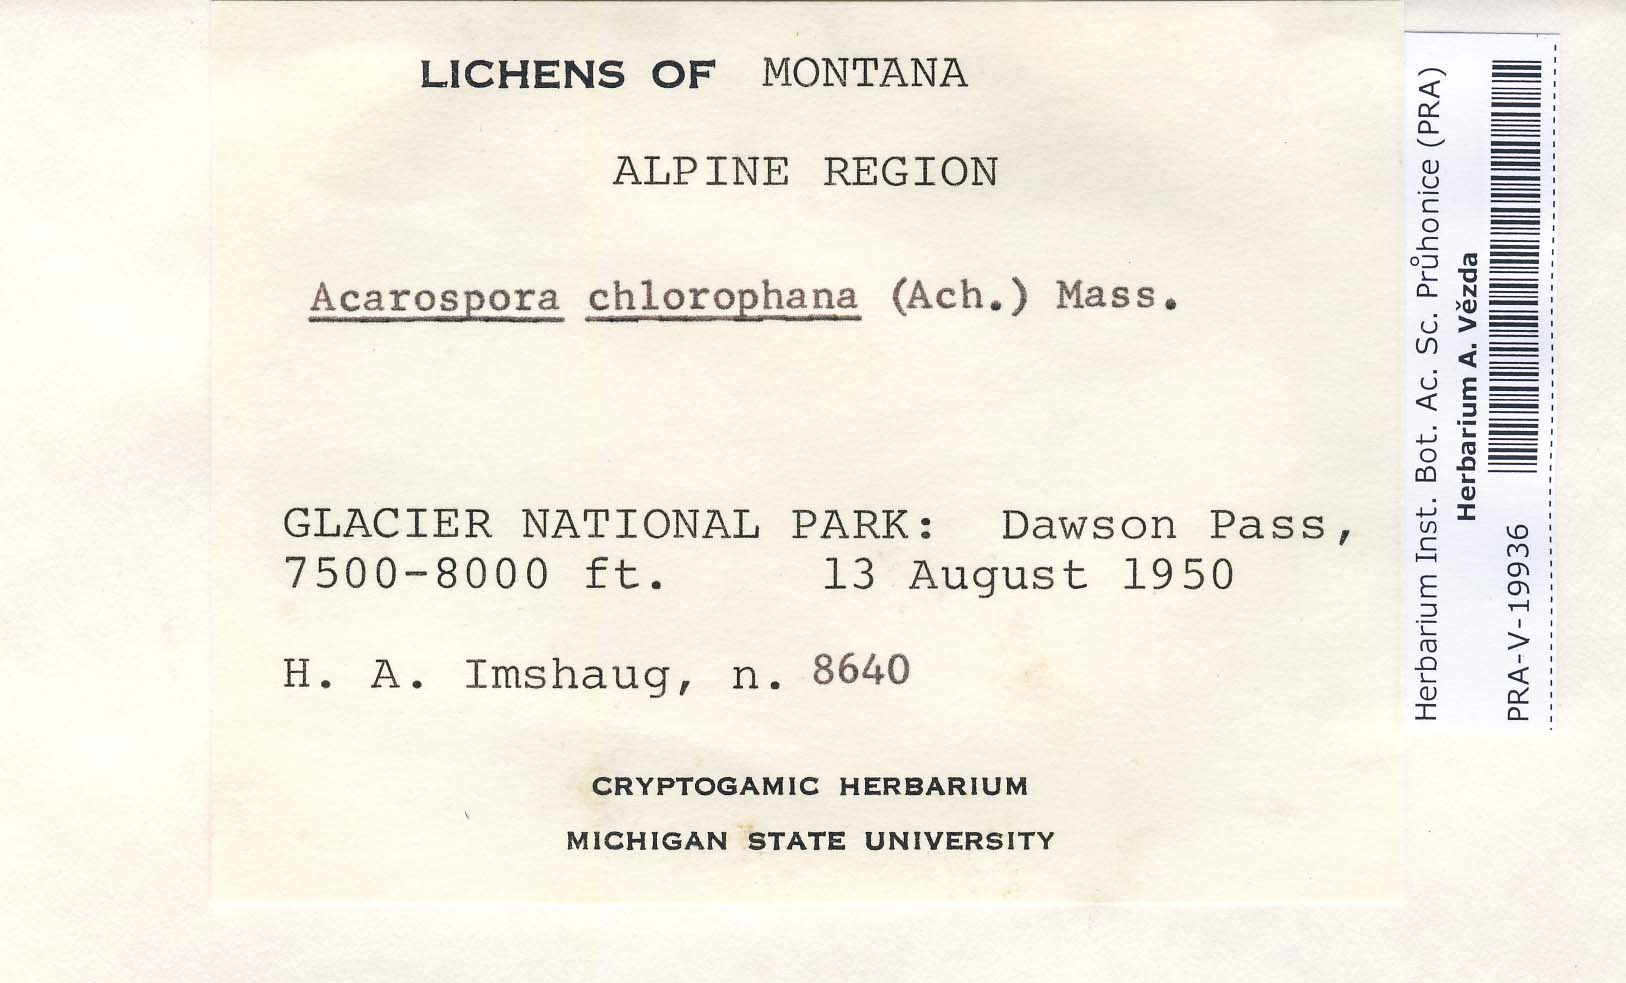 LICHENS OF MONTANA
ALPINE REGION
Acarospora chlorophana (Ach.) Mass.
GLACIER NATIONAL PARK: Dawson Pass,
7500-8000 ft. 13 August 1950
H. A. Imshaug, n. 8640
CRYPTOGAMIC HERBARIUM
MICHIGAN STATE UNIVERSITY
Herbarium Inst. Bot. Ac. Sc. Průhonice (PRA)
Herbarium A. Vězda
PRA-V-19936